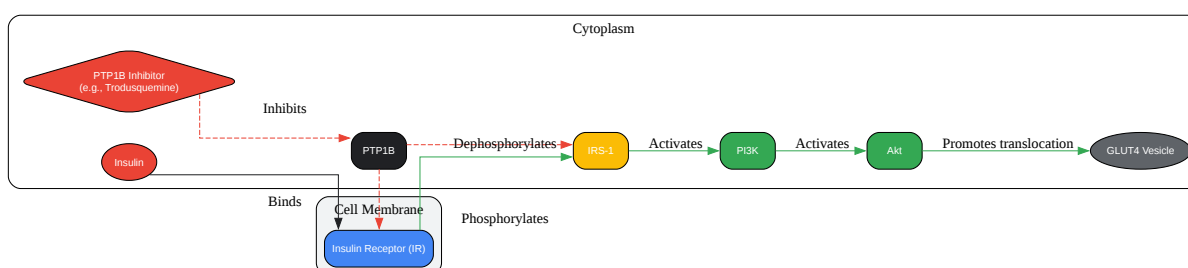 Cytoplasm
PTP1B Inhibitor
(e.g., Trodusquemine)
Inhibits
PTP1B
Dephosphorylates
IRS-1
Activates
PI3K
Activates
Akt
Promotes translocation
GLUT4 Vesicle
Insulin
Binds
Cell Membrane
Phosphorylates
Insulin Receptor (IR)